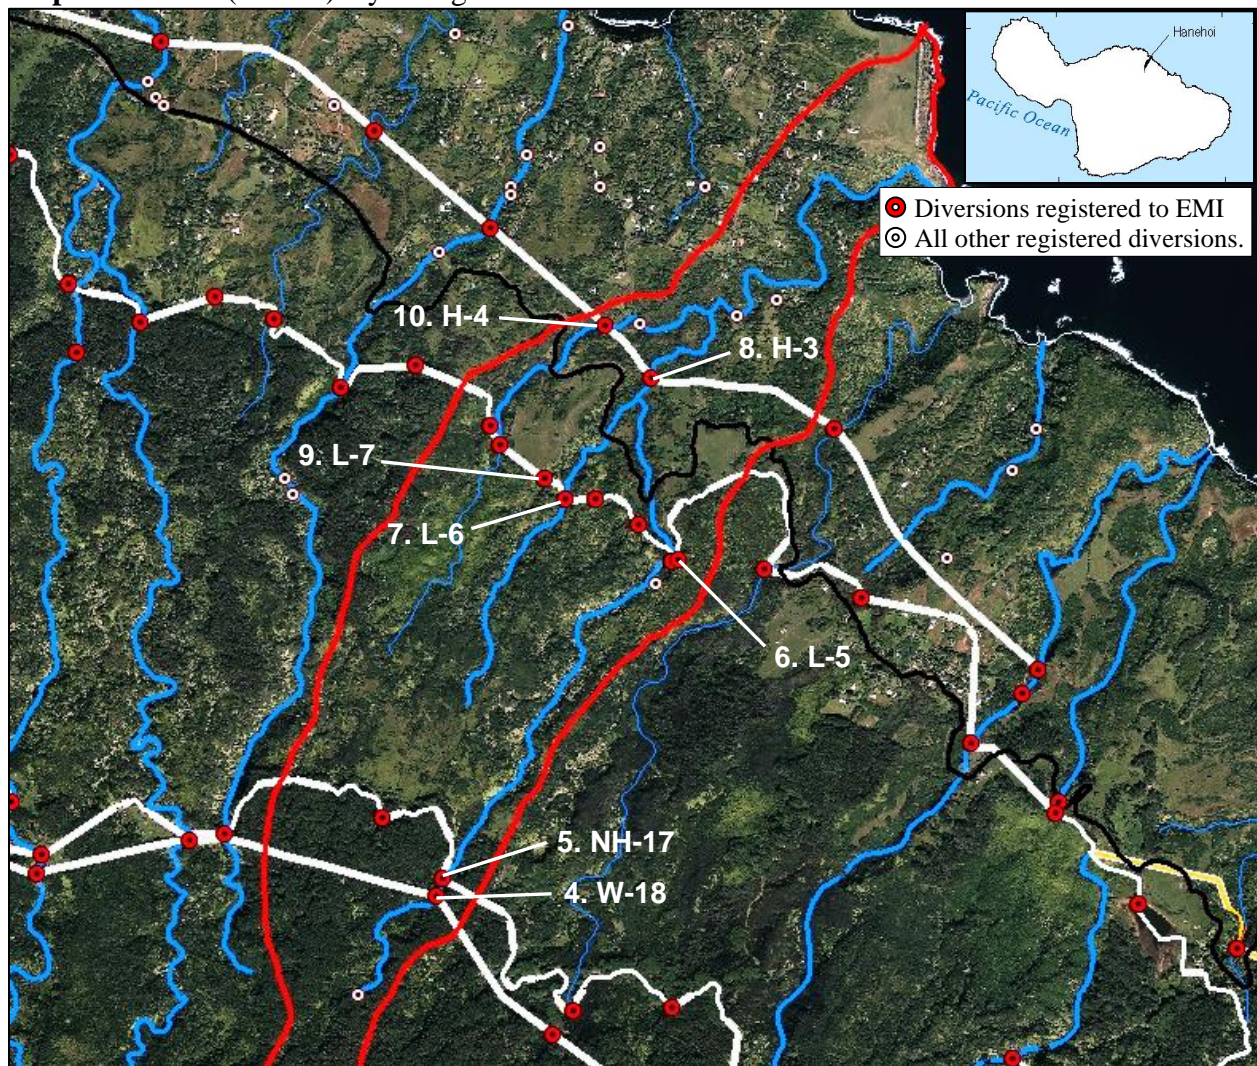 Hanehoi
Pacific Ocean
Diversions registered to EMI
All other registered diversions.
10. H-4
8. H-3
9. L-7
7. L-6
6. L-5
5. NH-17
4. W-18